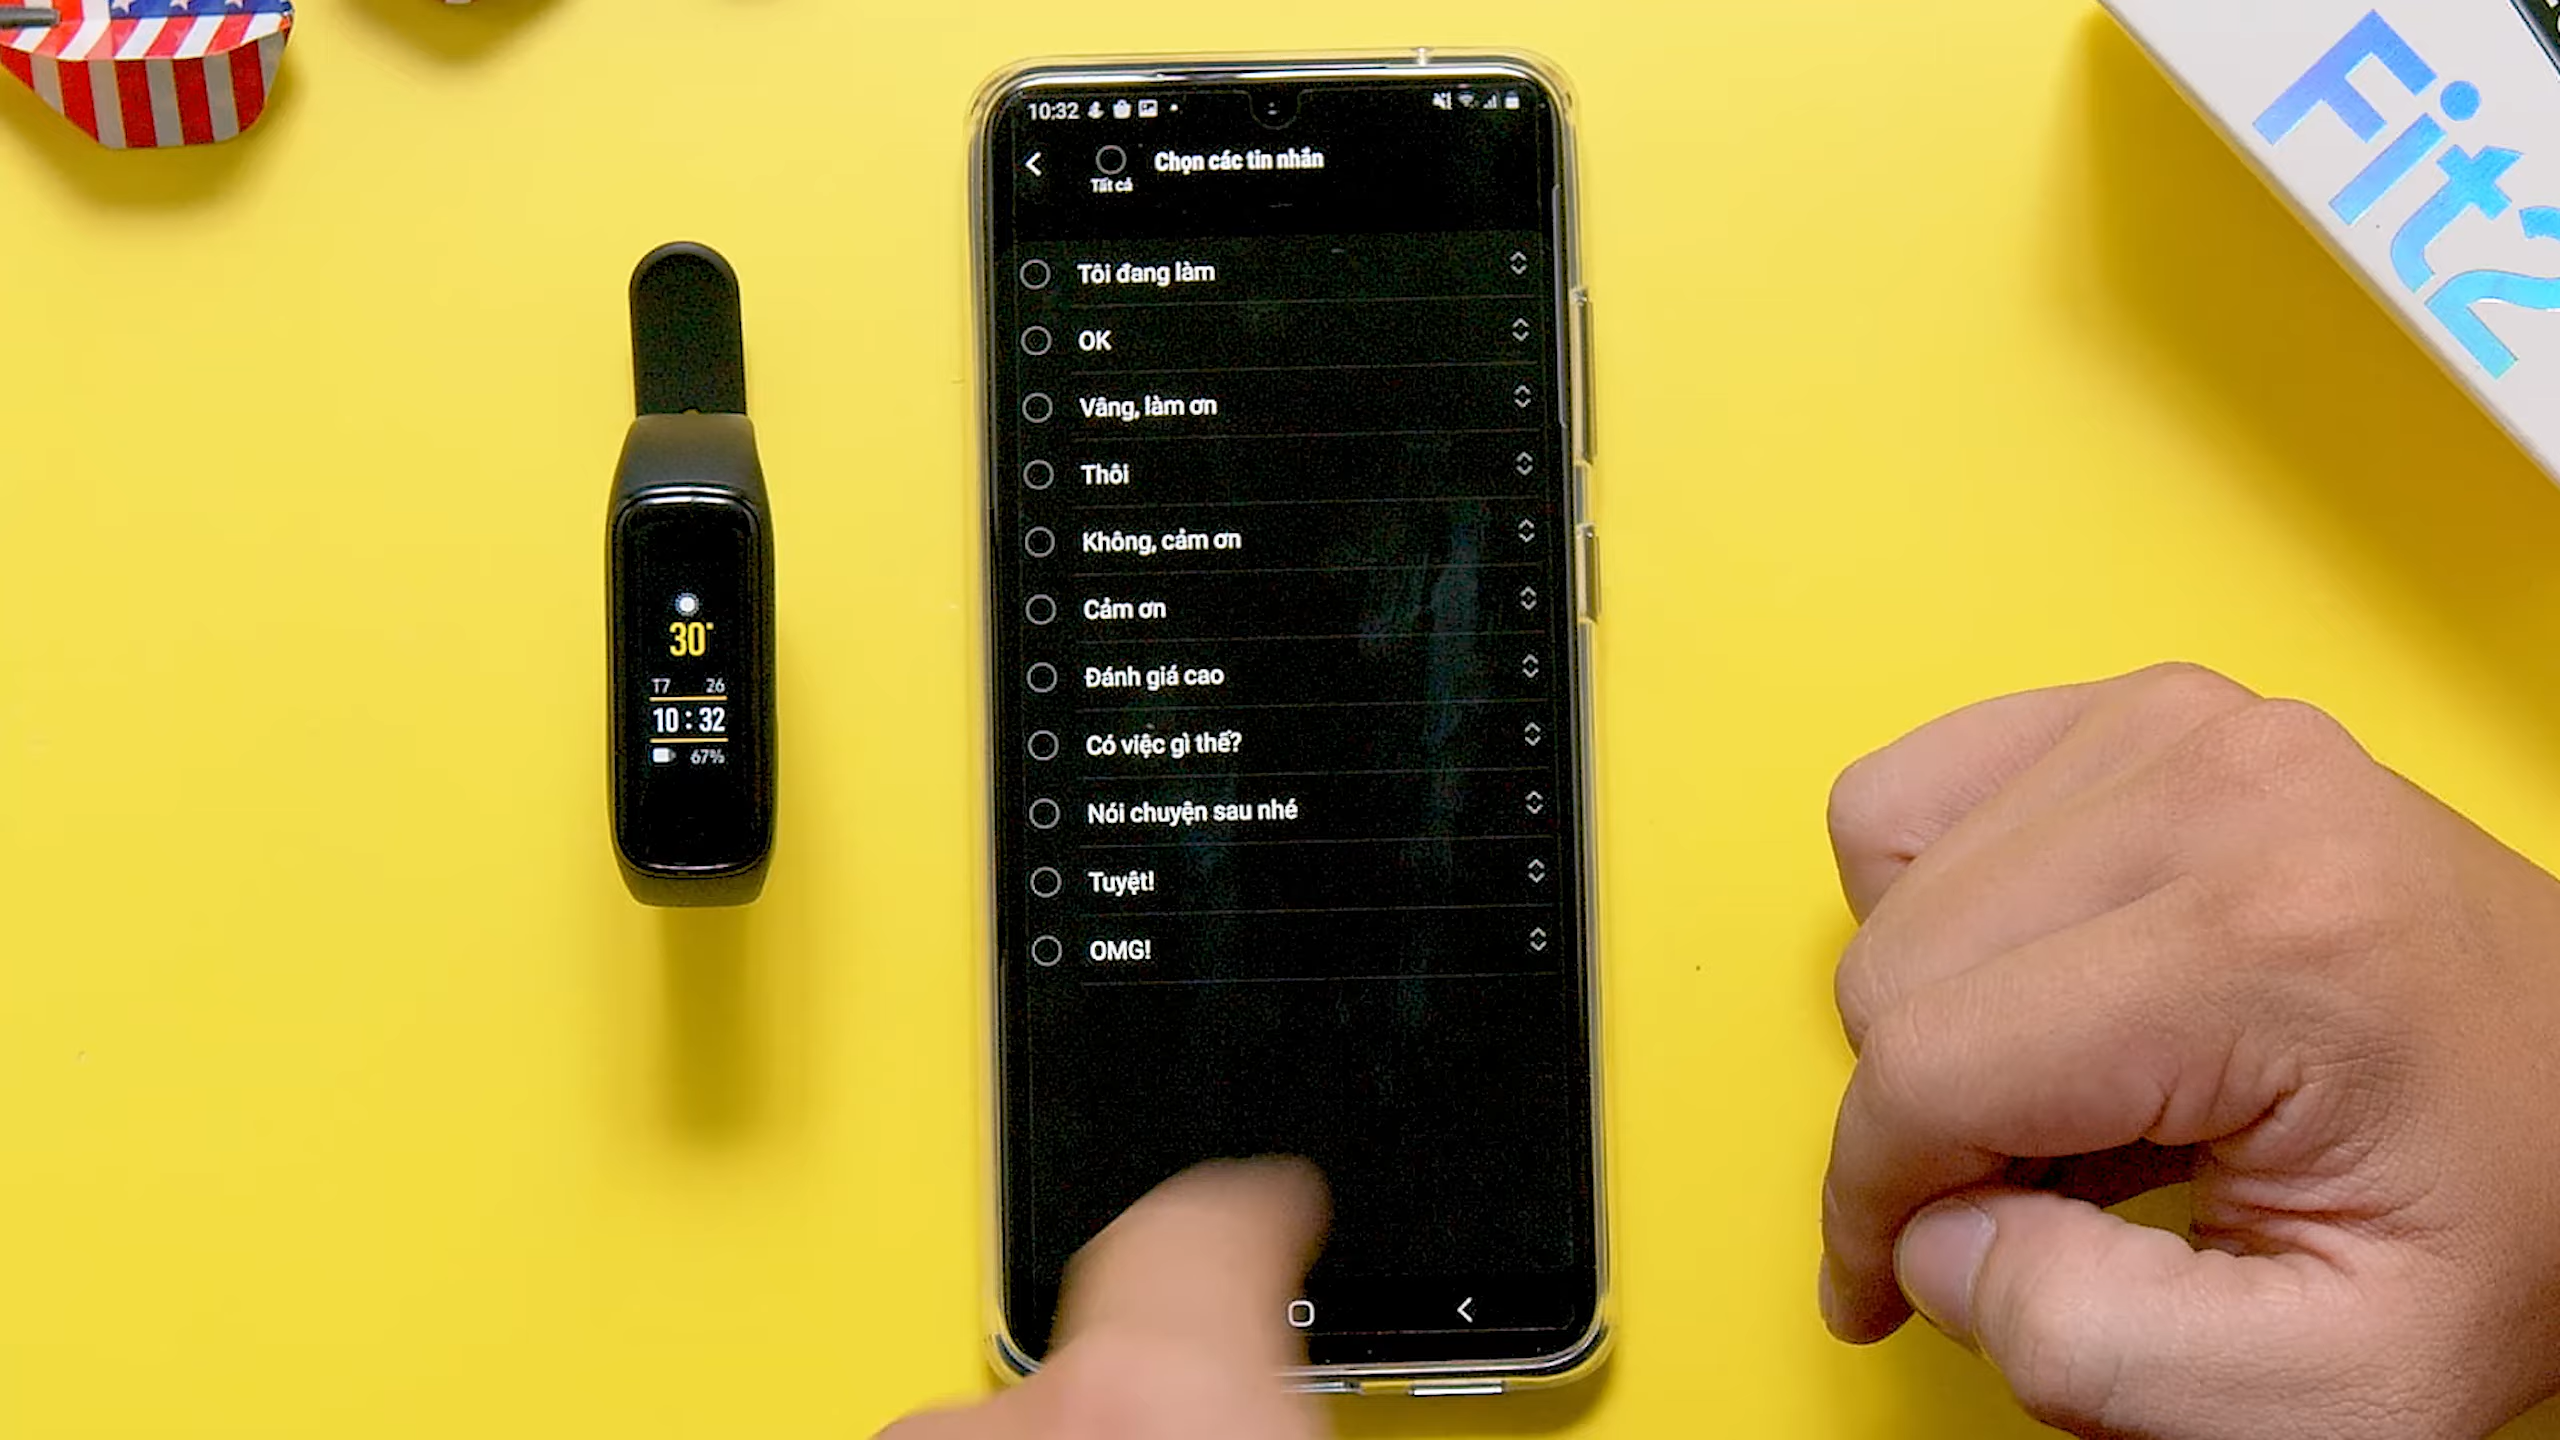 10:32
Tất cả
Chọn các tin nhắn
Tôi đang làm
OK
Vâng, làm ơn
Thôi
Không, cảm ơn
Cảm ơn
Đánh giá cao
Có việc gì thế?
Nói chuyện sau nhé
Tuyệt!
OMG!
30°
T7 26
10:32
67%
Fit2